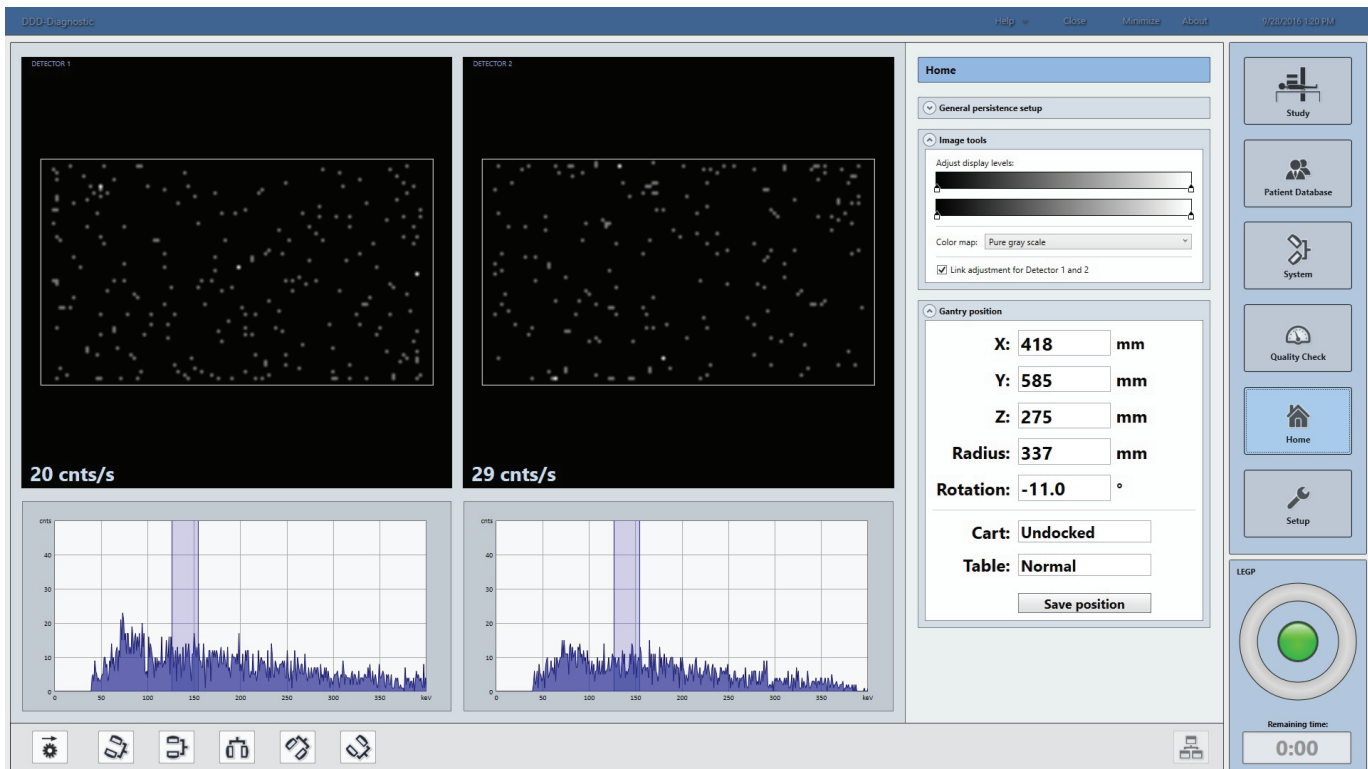 DDD-Diagnostic
Help
Close
Minimize
About
9/28/2016 1:20 PM
DETECTOR 1
20 cnts/s
DETECTOR 2
29 cnts/s
cnts
40
30
20
10
0
0 50 100 150 200 250 300 350 keV
cnts
40
30
20
10
0
0 50 100 150 200 250 300 350 keV
Home
General persistence setup
Image tools
Adjust display levels:
Color map: Pure gray scale
Link adjustment for Detector 1 and 2
Gantry position
X: 418 mm
Y: 585 mm
Z: 275 mm
Radius: 337 mm
Rotation: -11.0 °
Cart: Undocked
Table: Normal
Save position
Study
Patient Database
System
Quality Check
Home
Setup
LEGP
Remaining time:
0:00